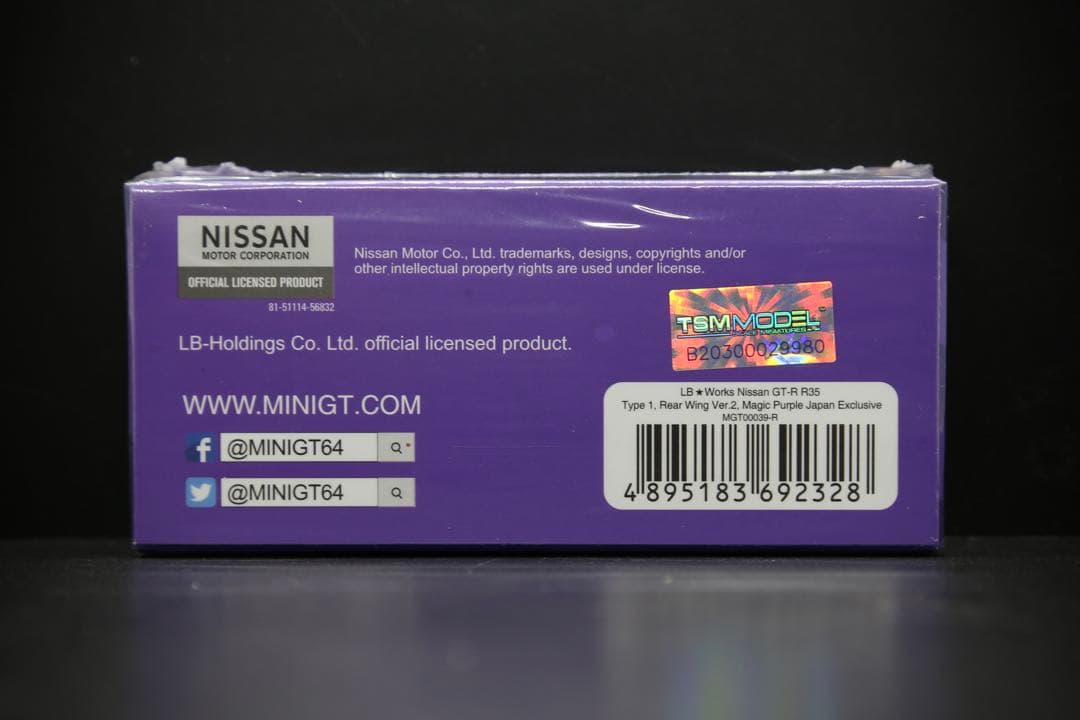 NISSAN
MOTOR CORPORATION
OFFICIAL LICENSED PRODUCT
81-51114-56832
Nissan Motor Co., Ltd. trademarks, designs, copyrights and/or
other intellectual property rights are used under license.
LB-Holdings Co. Ltd. official licensed product.
TSMMODEL
B20300029980
WWW.MINIGT.COM
@MINIGT64
@MINIGT64
LB★Works Nissan GT-R R35
Type 1, Rear Wing Ver.2, Magic Purple Japan Exclusive
MGT00039-R
4 895183 692328